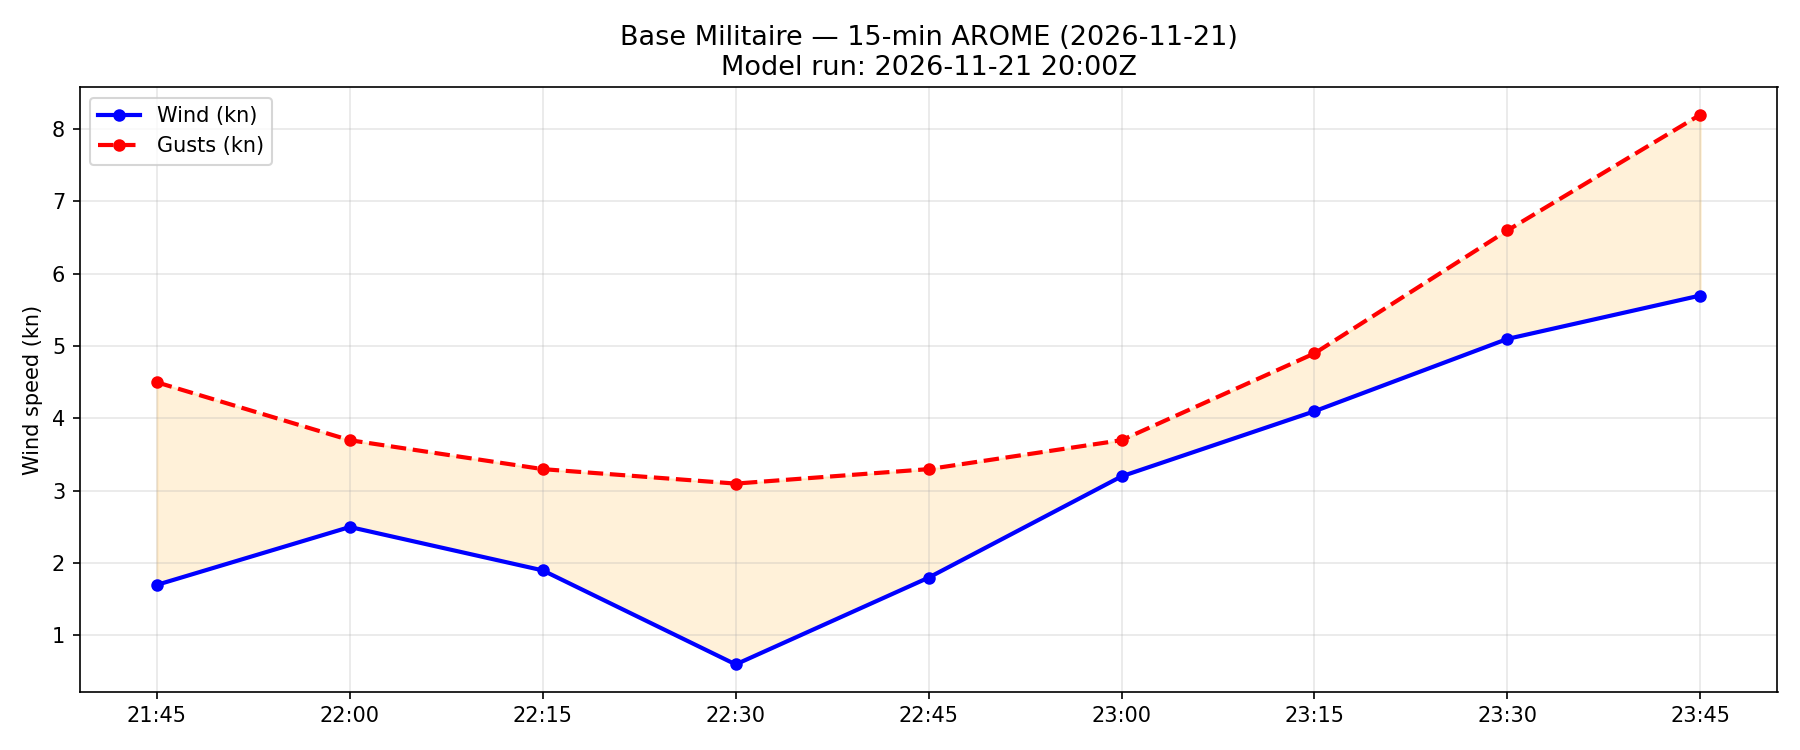 Base Militaire — 15-min AROME (2026-11-21)
Model run: 2026-11-21 20:00Z
Wind (kn)
Gusts (kn)
Wind speed (kn)
8
7
6
5
4
3
2
1
21:45 22:00 22:15 22:30 22:45 23:00 23:15 23:30 23:45